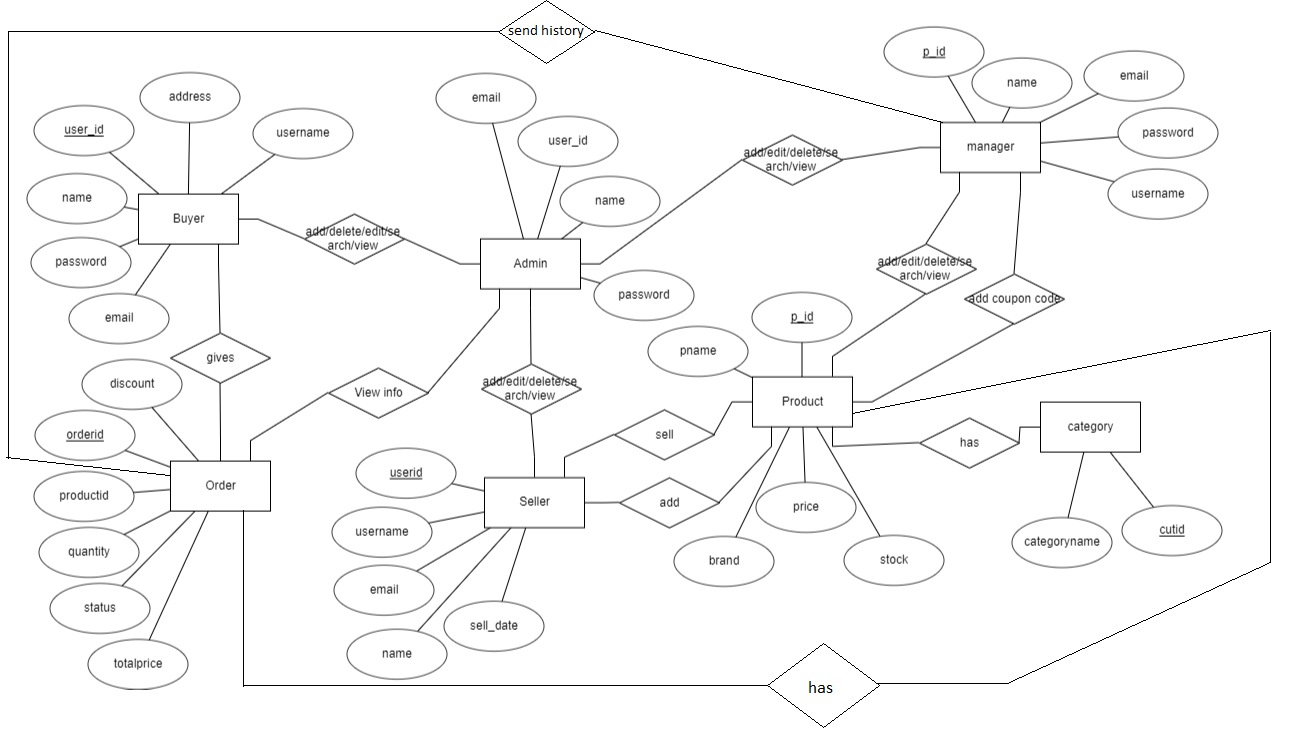 send history
p_id
name
email
password
username
manager
address
user_id
username
name
Buyer
password
email
email
user_id
name
Admin
password
add/delete/edit/se
arch/view
add/edit/delete/se
arch/view
add/edit/delete/se
arch/view
add coupon code
gives
View info
add/edit/delete/se
arch/view
p_id
pname
Product
sell
add
has
category
categoryname
cutid
price
brand
stock
discount
orderid
Order
productid
quantity
status
totalprice
userid
username
Seller
email
name
sell_date
has